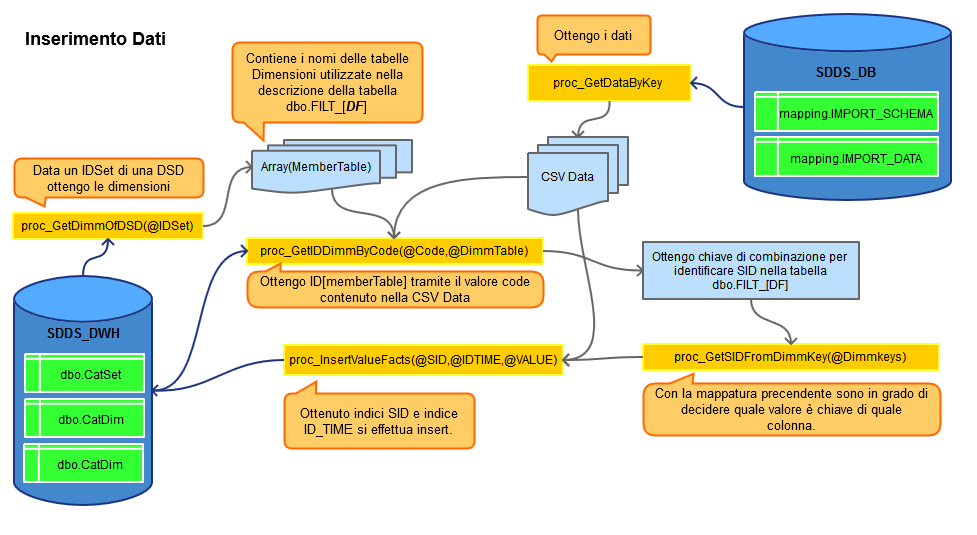 Inserimento Dati
Ottengo i dati
Contiene i nomi delle tabelle
Dimensioni utilizzate nella
descrizione della tabella
dbo.FILT_[DF]
proc_GetDataByKey
SDDS_DB
mapping.IMPORT_SCHEMA
mapping.IMPORT_DATA
Data un IDSet di una DSD
ottengo le dimensioni
Array(MemberTable)
CSV Data
proc_GetDimmOfDSD(@IDSet)
proc_GetIDDimmByCode(@Code,@DimmTable)
Ottengo ID[memberTable] tramite il valore code
contenuto nella CSV Data
Ottengo chiave di combinazione per
identificare SID nella tabella
dbo.FILT_[DF]
SDDS_DWH
dbo.CatSet
dbo.CatDim
dbo.CatDim
proc_InsertValueFacts(@SID,@IDTIME,@VALUE)
proc_GetSIDFromDimmKey(@Dimmkeys)
Ottenuto indici SID e indice
ID_TIME si effettua insert.
Con la mappatura precendente sono in grado di
decidere quale valore è chiave di quale
colonna.